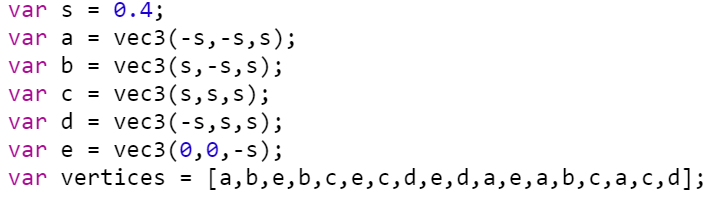 var s = 0.4;
var a = vec3(-s,-s,s);
var b = vec3(s,-s,s);
var c = vec3(s,s,s);
var d = vec3(-s,s,s);
var e = vec3(0,0,-s);
var vertices = [a,b,e,b,c,e,c,d,e,d,a,e,a,b,c,a,c,d];